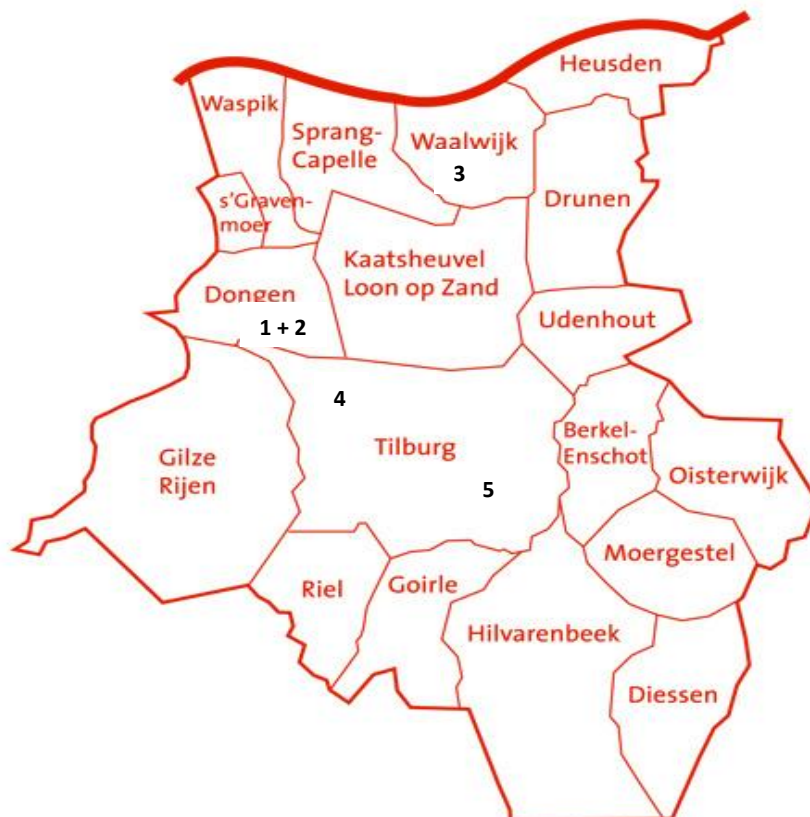 Heusden
Waspik
Sprang-
Capelle
Waalwijk
3
s'Graven-
moer
Drunen
Kaatsheuvel
Loon op Zand
Dongen
1 + 2
Udenhout
4
Tilburg
Berkel-
Enschot
Gilze
Rijen
Oisterwijk
5
Moergestel
Riel
Goirle
Hilvarenbeek
Diessen